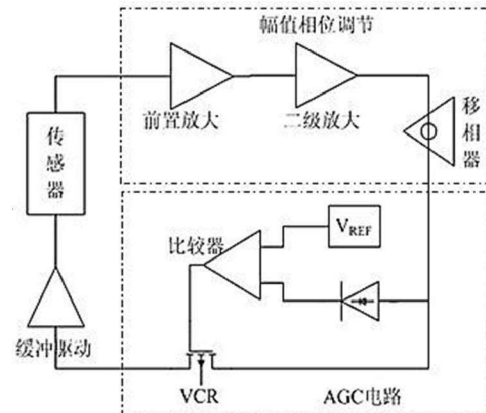 幅值相位调节
前置放大
二级放大
移相器
传感器
比较器
VREF
缓冲驱动
VCR
AGC电路